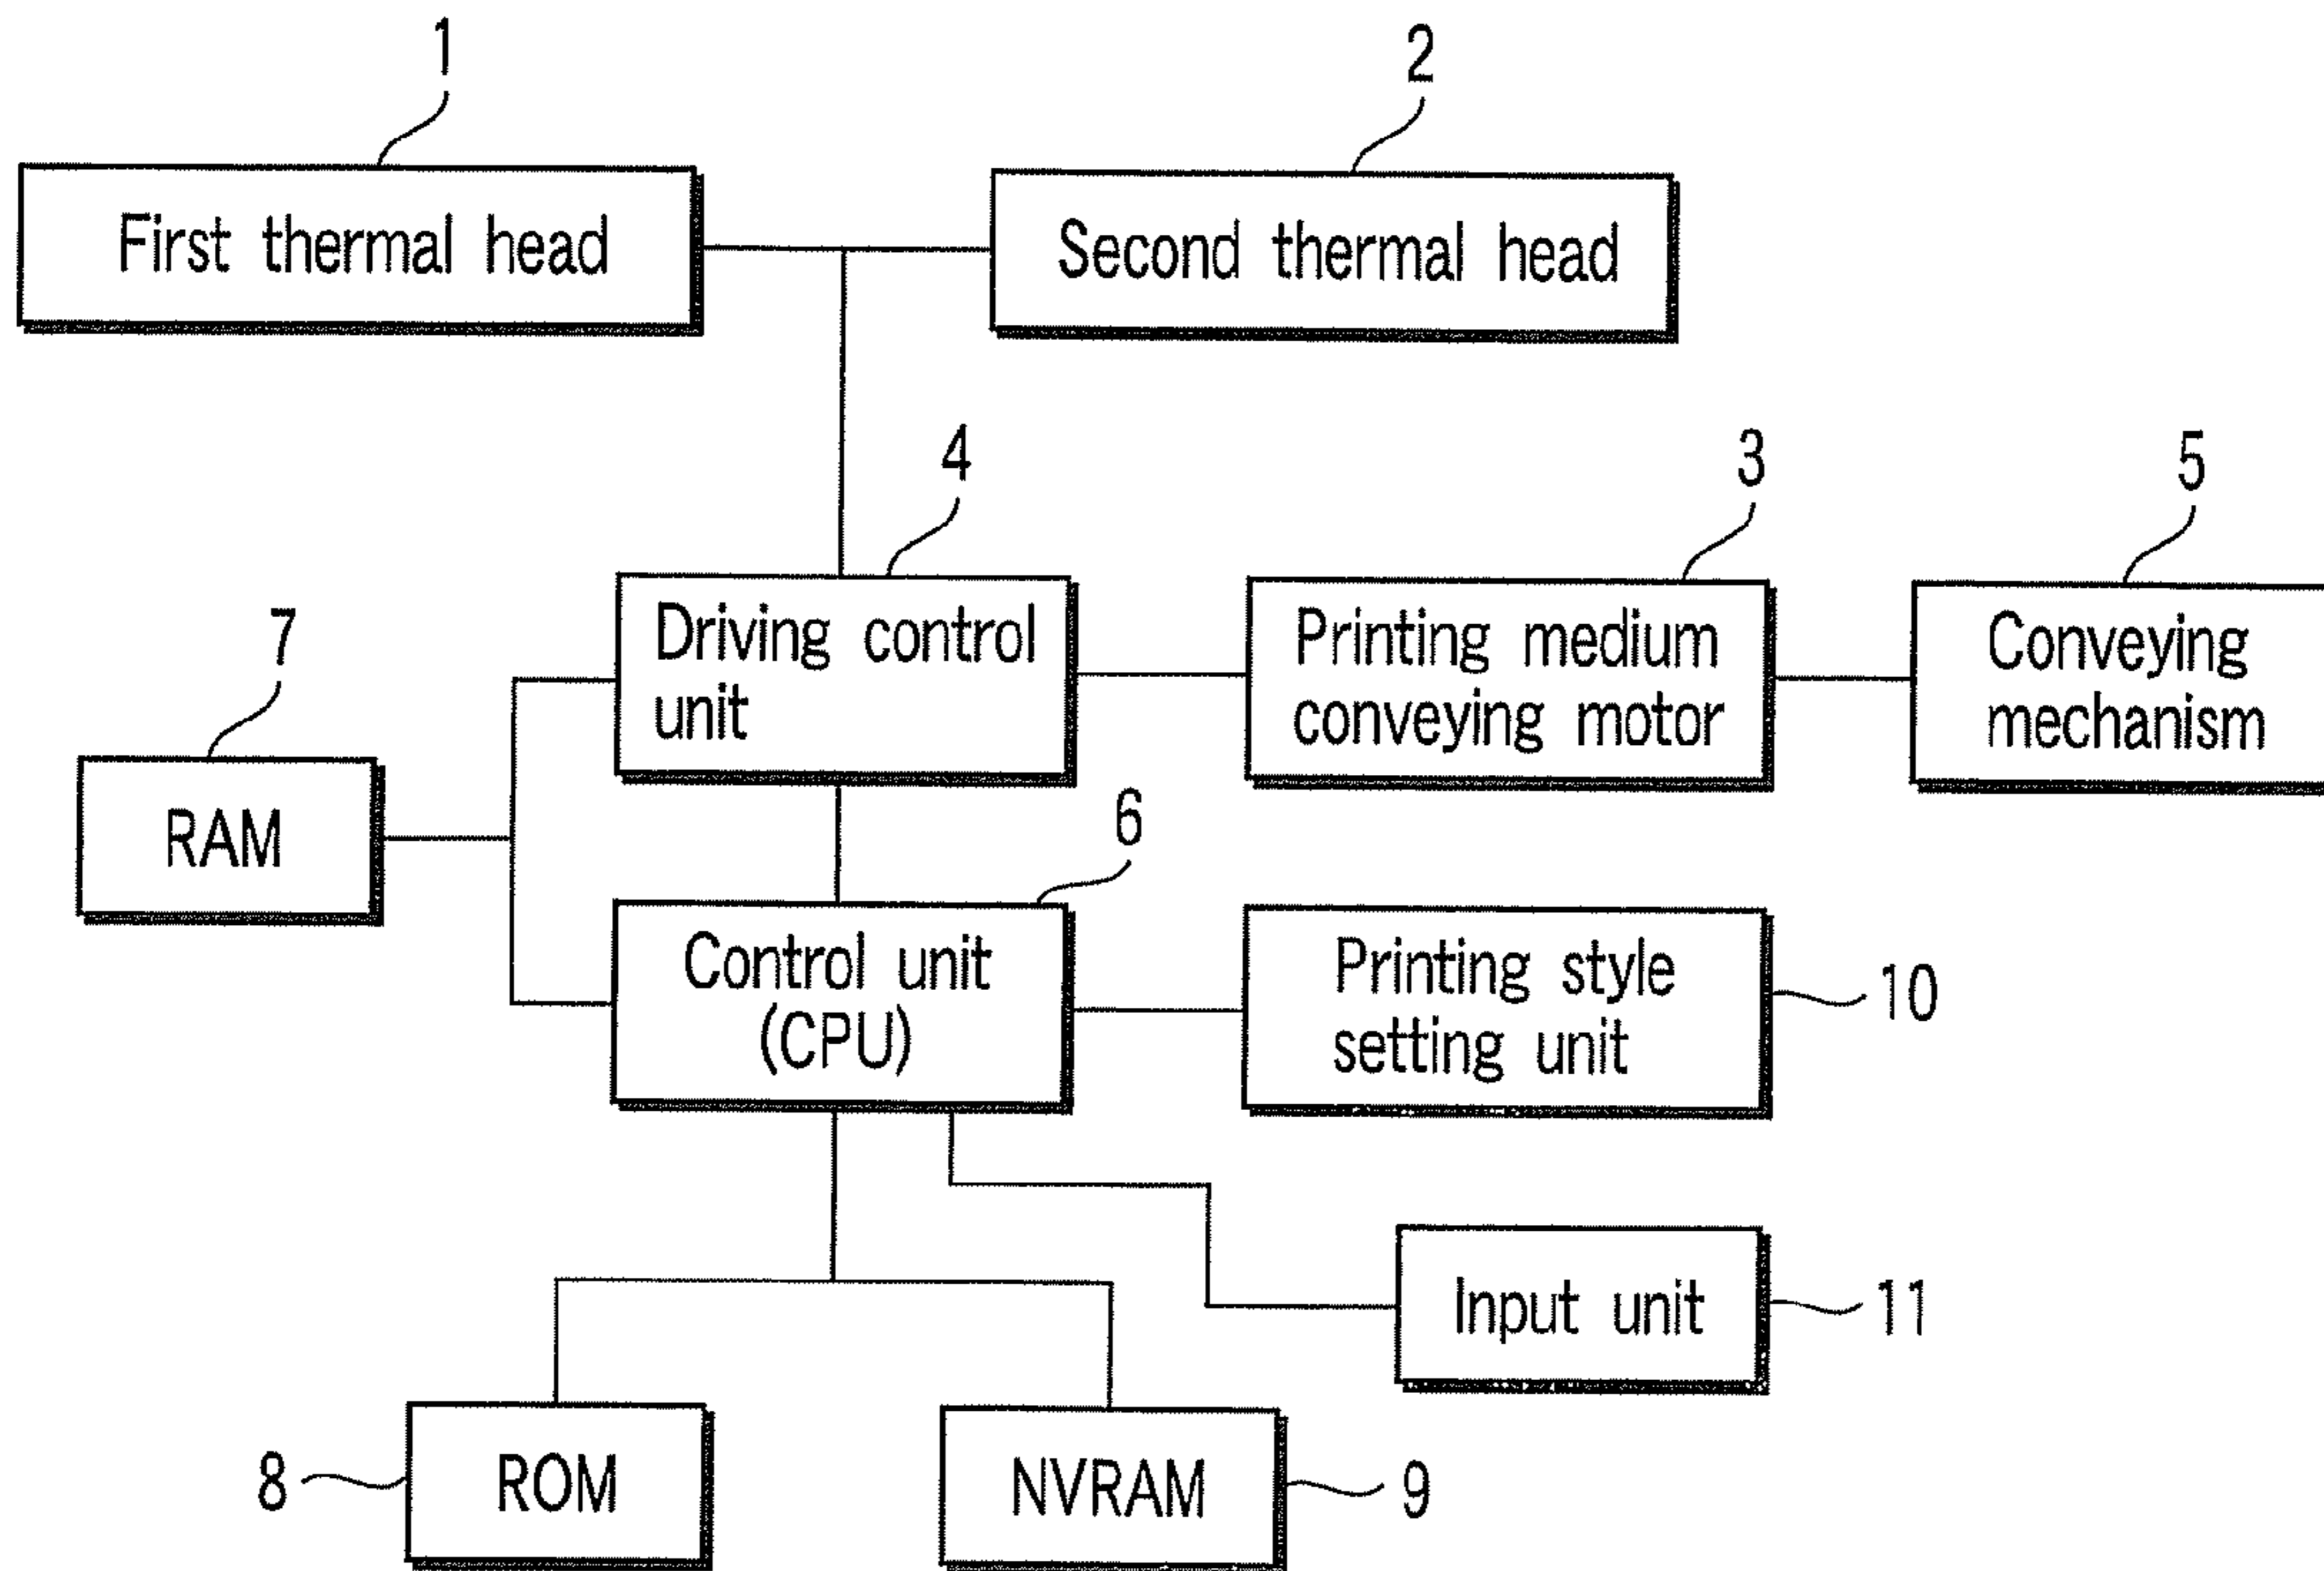 1
2
First thermal head
Second thermal head
4
3
5
7
Driving control
unit
Printing medium
conveying motor
Conveying
mechanism
RAM
6
Control unit
(CPU)
Printing style
setting unit
10
Input unit
11
8
ROM
NVRAM
9